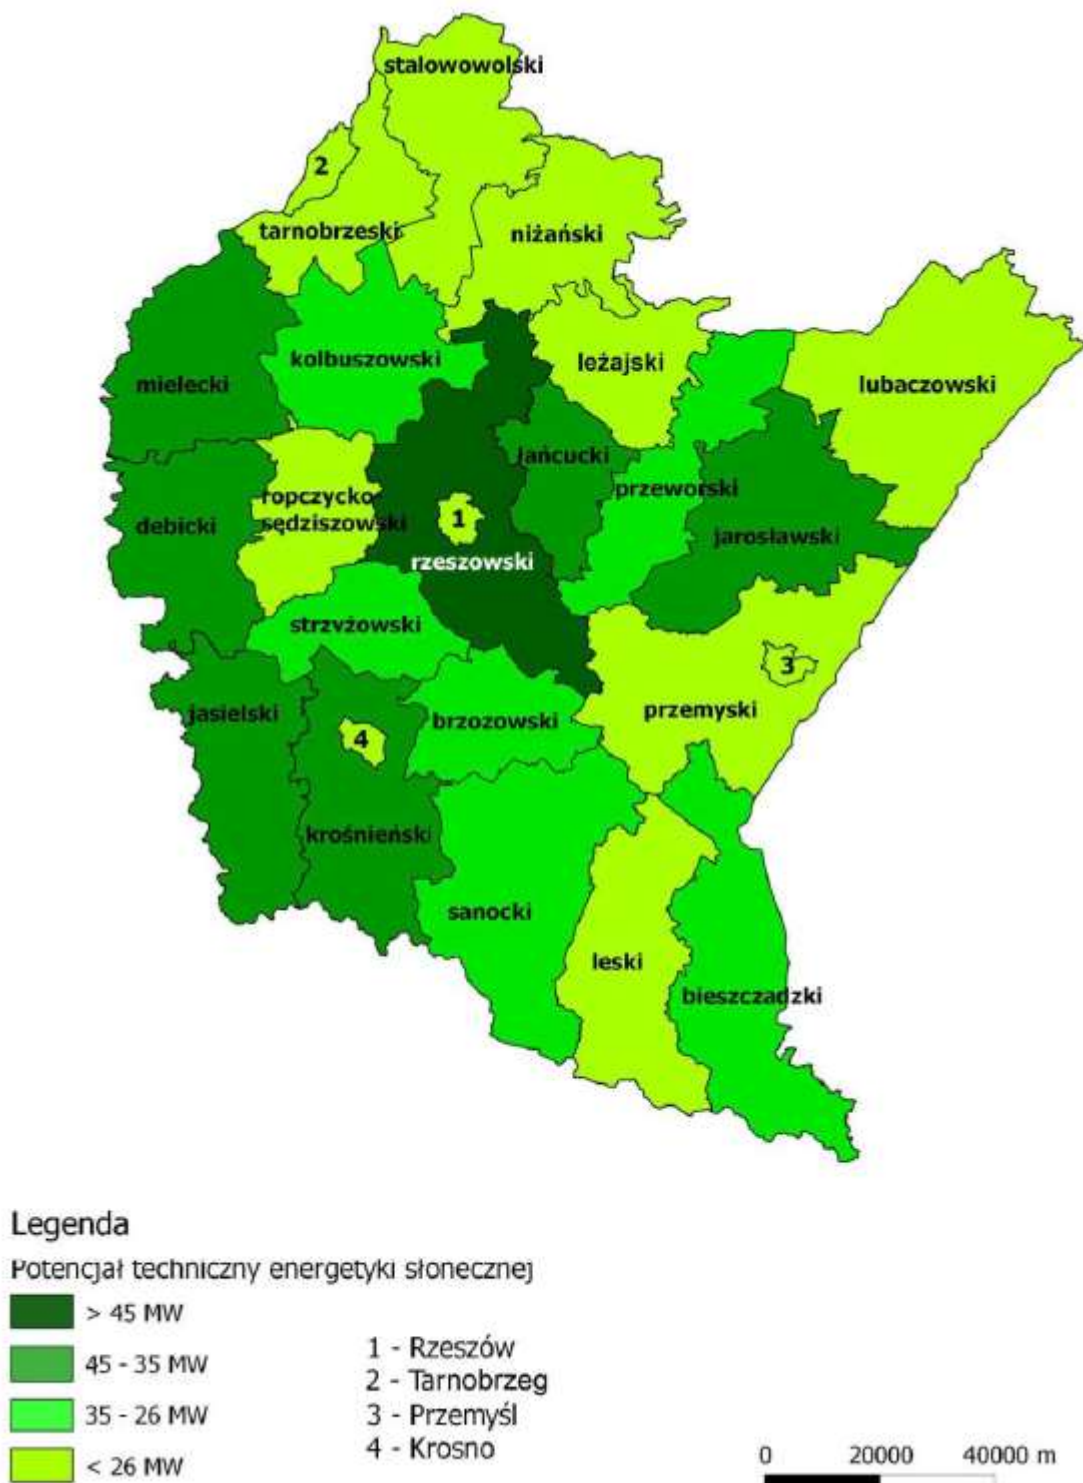 stalowowolski
2
tarnobrzeski
niżański
kolbuszowski
leżajski
mielecki
lubaczowski
łańcucki
ropczycko
przeworski
debicki
sędziszowski
1
jarosławski
rzeszowski
strzyżowski
3
jasielski
przemyski
brzozowski
4
krośnieński
sanocki
leski
bieszczadzki
Legenda
Potencjał techniczny energetyki słonecznej
> 45 MW
45 - 35 MW
35 - 26 MW
< 26 MW
1 - Rzeszów
2 - Tarnobrzeg
3 - Przemyśl
4 - Krosno
0 20000 40000 m